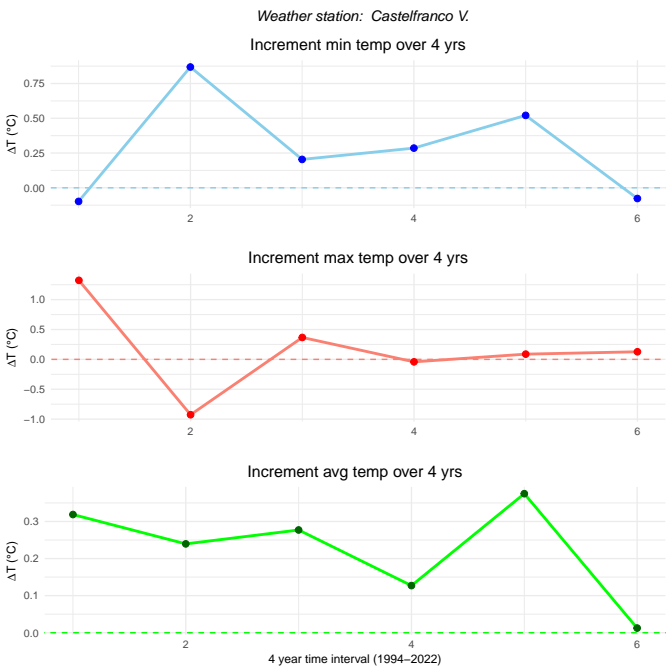 Weather station:  Castelfranco V.
Increment min temp over 4 yrs
ΔT (°C)
0.75
0.50
0.25
0.00
2
4
6
Increment max temp over 4 yrs
ΔT (°C)
1.0
0.5
0.0
−0.5
−1.0
2
4
6
Increment avg temp over 4 yrs
ΔT (°C)
0.3
0.2
0.1
0.0
2
4
6
4 year time interval (1994−2022)